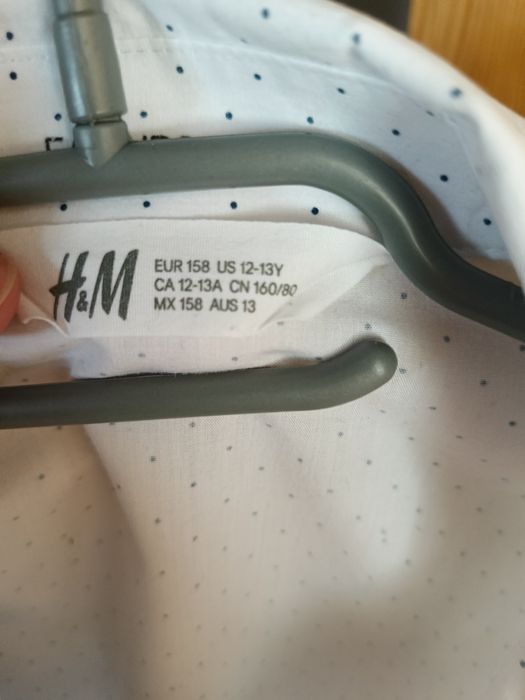 H&M
EUR 158 US 12-13Y
CA 12-13A CN 160/80
MX 158 AUS 13